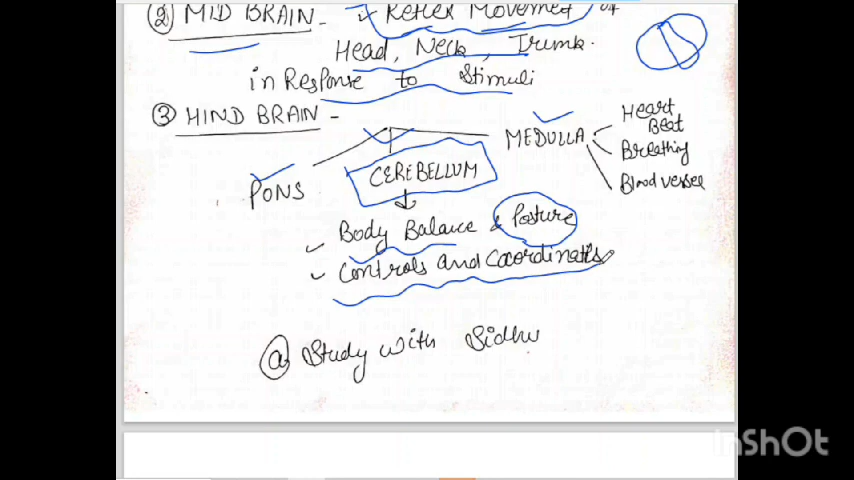 ② MID BRAIN - i, Reflex Movement of
Head, Neck, Trunk.
in Response to Stimuli
③ HIND BRAIN -
Heart
Beat
MEDULLA
Breathing
CEREBELLUM
Blood vessel
PONS
Body Balance & Posture
Controls and Coordinates
@ Study with Sidhu
InShOt